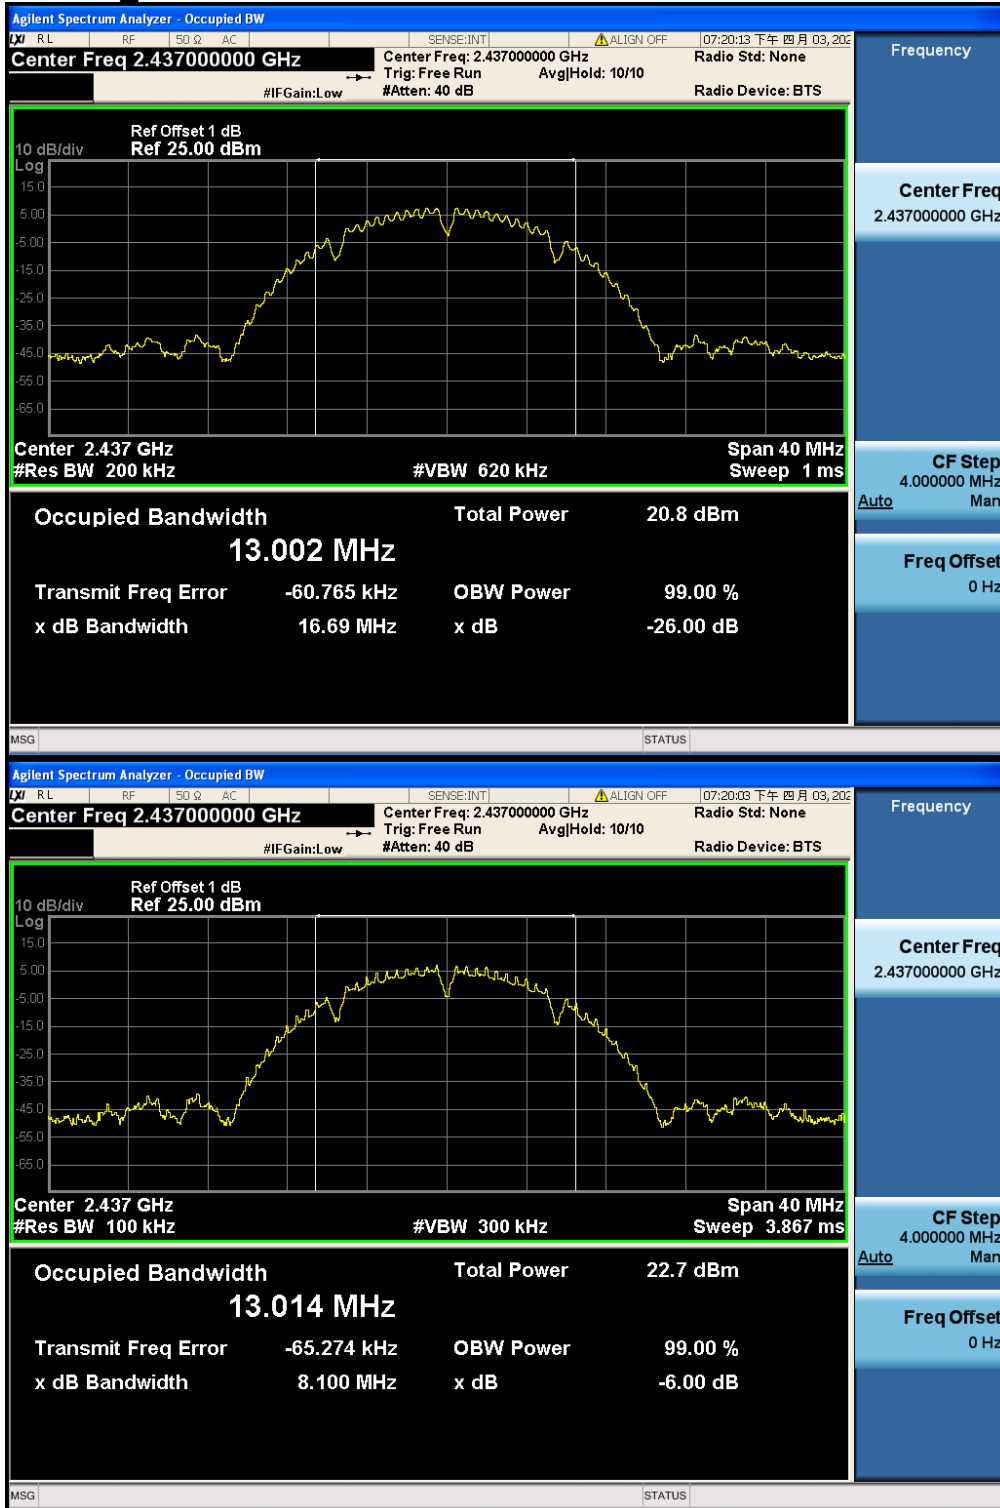 Agilent Spectrum Analyzer - Occupied BW
LXI RL RF 50 Ω AC SENSE:INT ALIGN OFF 07:20:13 下午 四月 03, 202
Center Freq 2.437000000 GHz Center Freq: 2.437000000 GHz Radio Std: None
Trig: Free Run Avg|Hold: 10/10
#IFGain:Low #Atten: 40 dB Radio Device: BTS
Frequency
Ref Offset 1 dB
10 dB/div Ref 25.00 dBm
Log
15.0
5.00
-5.00
-15.0
-25.0
-35.0
-45.0
-55.0
-65.0
Center 2.437 GHz Span 40 MHz
#Res BW 200 kHz #VBW 620 kHz Sweep 1 ms
Center Freq
2.437000000 GHz
CF Step
4.000000 MHz
Auto Man
Freq Offset
0 Hz
Occupied Bandwidth Total Power 20.8 dBm
13.002 MHz
Transmit Freq Error -60.765 kHz OBW Power 99.00 %
x dB Bandwidth 16.69 MHz x dB -26.00 dB
MSG STATUS
Agilent Spectrum Analyzer - Occupied BW
LXI RL RF 50 Ω AC SENSE:INT ALIGN OFF 07:20:03 下午 四月 03, 202
Center Freq 2.437000000 GHz Center Freq: 2.437000000 GHz Radio Std: None
Trig: Free Run Avg|Hold: 10/10
#IFGain:Low #Atten: 40 dB Radio Device: BTS
Frequency
Ref Offset 1 dB
10 dB/div Ref 25.00 dBm
Log
15.0
5.00
-5.00
-15.0
-25.0
-35.0
-45.0
-55.0
-65.0
Center 2.437 GHz Span 40 MHz
#Res BW 100 kHz #VBW 300 kHz Sweep 3.867 ms
Center Freq
2.437000000 GHz
CF Step
4.000000 MHz
Auto Man
Freq Offset
0 Hz
Occupied Bandwidth Total Power 22.7 dBm
13.014 MHz
Transmit Freq Error -65.274 kHz OBW Power 99.00 %
x dB Bandwidth 8.100 MHz x dB -6.00 dB
MSG STATUS